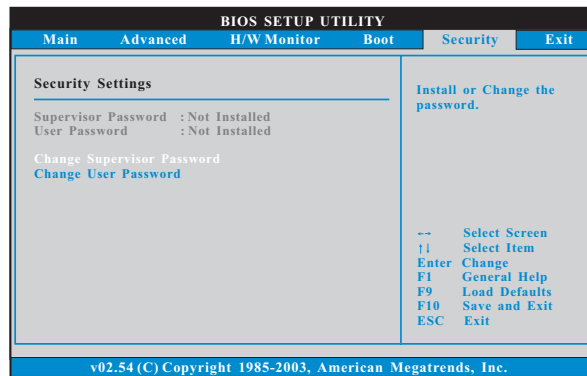 BIOS SETUP UTILITY
Main Advanced H/W Monitor Boot Security Exit
Security Settings
Supervisor Password : Not Installed
User Password : Not Installed
Change Supervisor Password
Change User Password
Install or Change the
password.
←→ Select Screen
↑↓ Select Item
Enter Change
F1 General Help
F9 Load Defaults
F10 Save and Exit
ESC Exit
v02.54 (C) Copyright 1985-2003, American Megatrends, Inc.